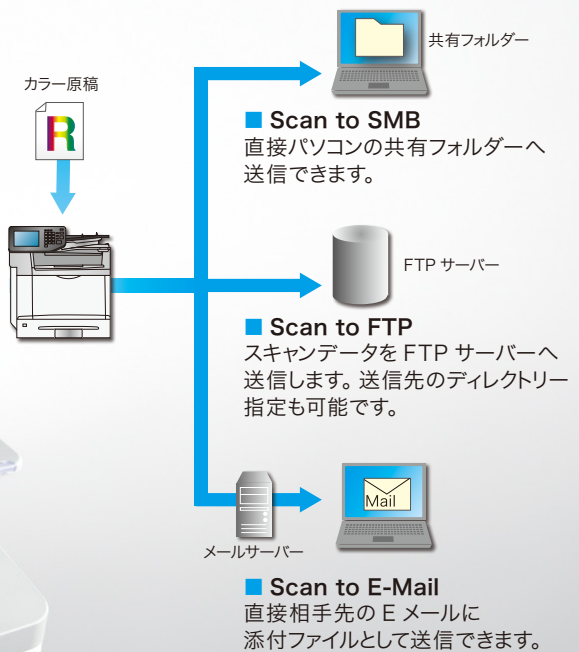 カラー原稿
R
共有フォルダー
■ Scan to SMB
直接パソコンの共有フォルダーへ
送信できます。
FTP サーバー
■ Scan to FTP
スキャンデータを FTP サーバーへ
送信します。送信先のディレクトリー
指定も可能です。
Mail
メールサーバー
■ Scan to E-Mail
直接相手先の E メールに
添付ファイルとして送信できます。